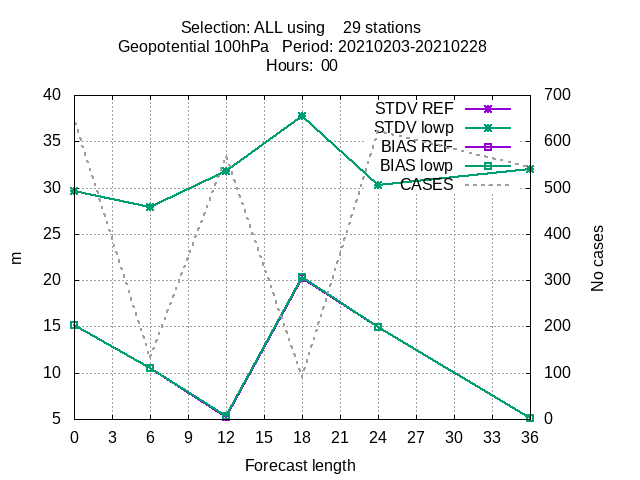 Selection: ALL using 29 stations
Geopotential 100hPa Period: 20210203-20210228
Hours: 00
40 700
STDV REF
STDV lowp
BIAS REF
BIAS lowp
CASES
35 600
30 500
25 400
20 300
15 200
10 100
5 0
m
No cases
0 3 6 9 12 15 18 21 24 27 30 33 36
Forecast length